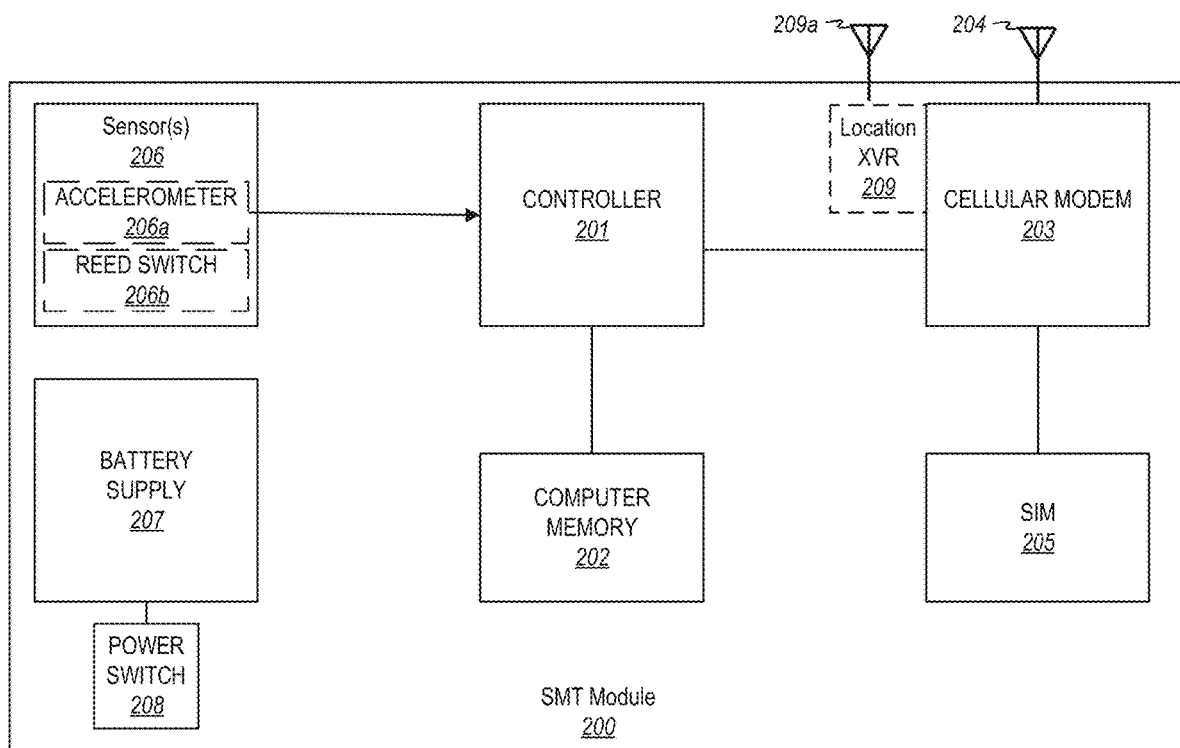 209a
204
Sensor(s)
206
ACCELEROMETER
206a
REED SWITCH
206b
CONTROLLER
201
Location
XVR
209
CELLULAR MODEM
203
BATTERY
SUPPLY
207
COMPUTER
MEMORY
202
SIM
205
POWER
SWITCH
208
SMT Module
200